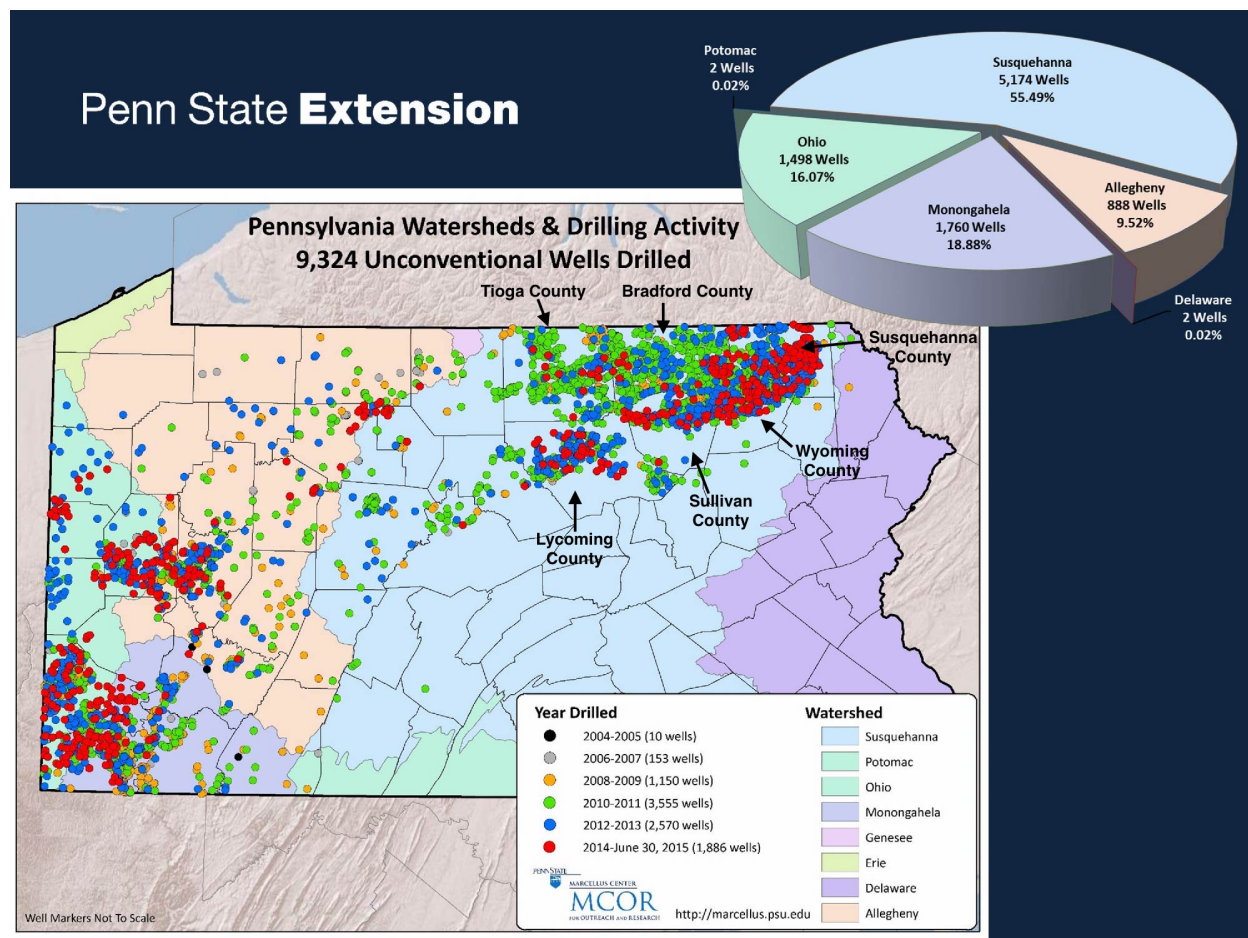 Penn State Extension
Potomac
2 Wells
0.02%
Susquehanna
5,174 Wells
55.49%
Ohio
1,498 Wells
16.07%
Monongahela
1,760 Wells
18.88%
Allegheny
888 Wells
9.52%
Delaware
2 Wells
0.02%
Pennsylvania Watersheds & Drilling Activity
9,324 Unconventional Wells Drilled
Tioga County
Bradford County
Susquehanna
County
Wyoming
County
Sullivan
County
Lycoming
County
Year Drilled
2004-2005 (10 wells)
2006-2007 (153 wells)
2008-2009 (1,150 wells)
2010-2011 (3,555 wells)
2012-2013 (2,570 wells)
2014-June 30, 2015 (1,886 wells)
Watershed
Susquehanna
Potomac
Ohio
Monongahela
Genesee
Erie
Delaware
Allegheny
PENNSTATE
MARCELLUS CENTER
MCOR
FOR OUTREACH AND RESEARCH
http://marcellus.psu.edu
Well Markers Not To Scale